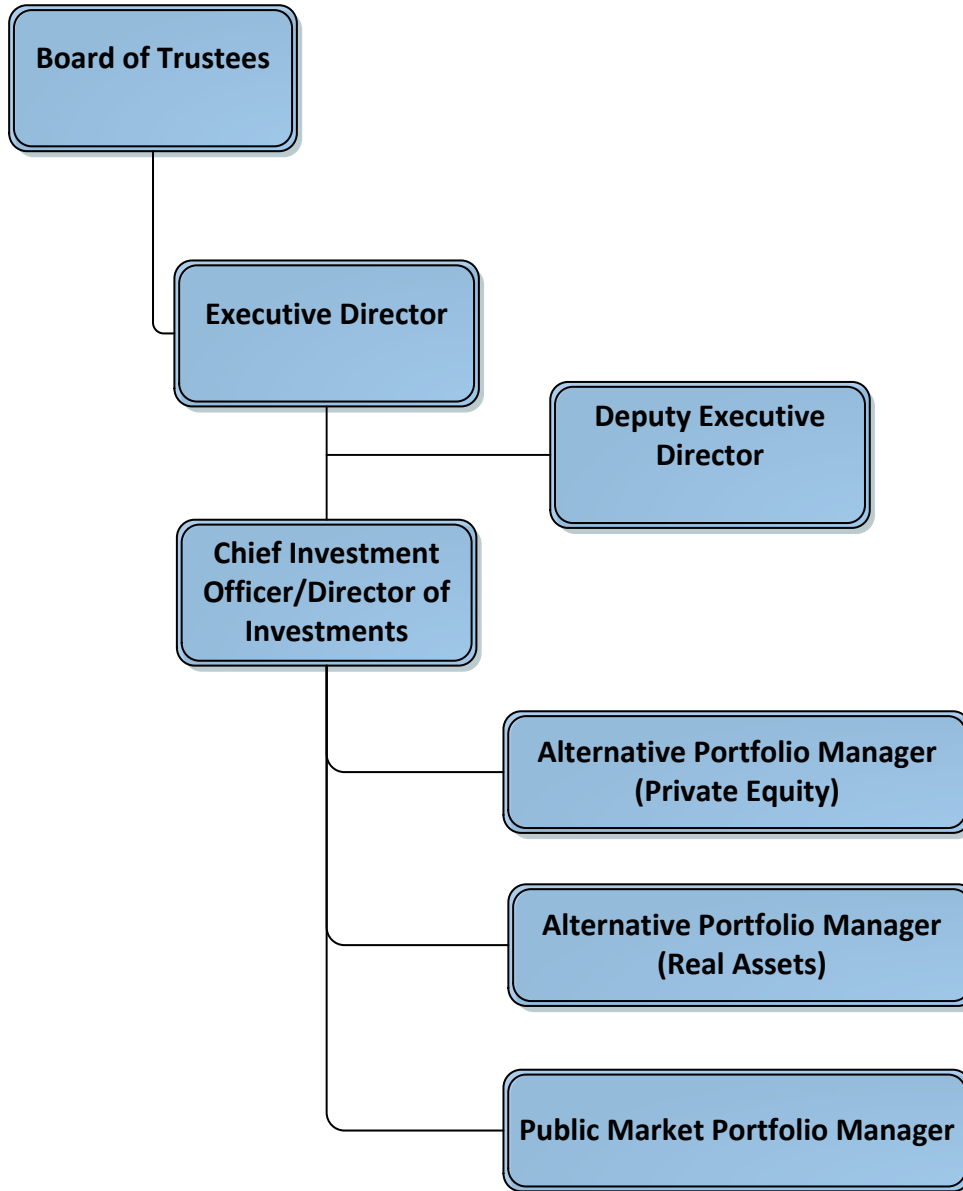 Board of Trustees
Executive Director
Deputy Executive
Director
Chief Investment
Officer/Director of
Investments
Alternative Portfolio Manager
(Private Equity)
Alternative Portfolio Manager
(Real Assets)
Public Market Portfolio Manager